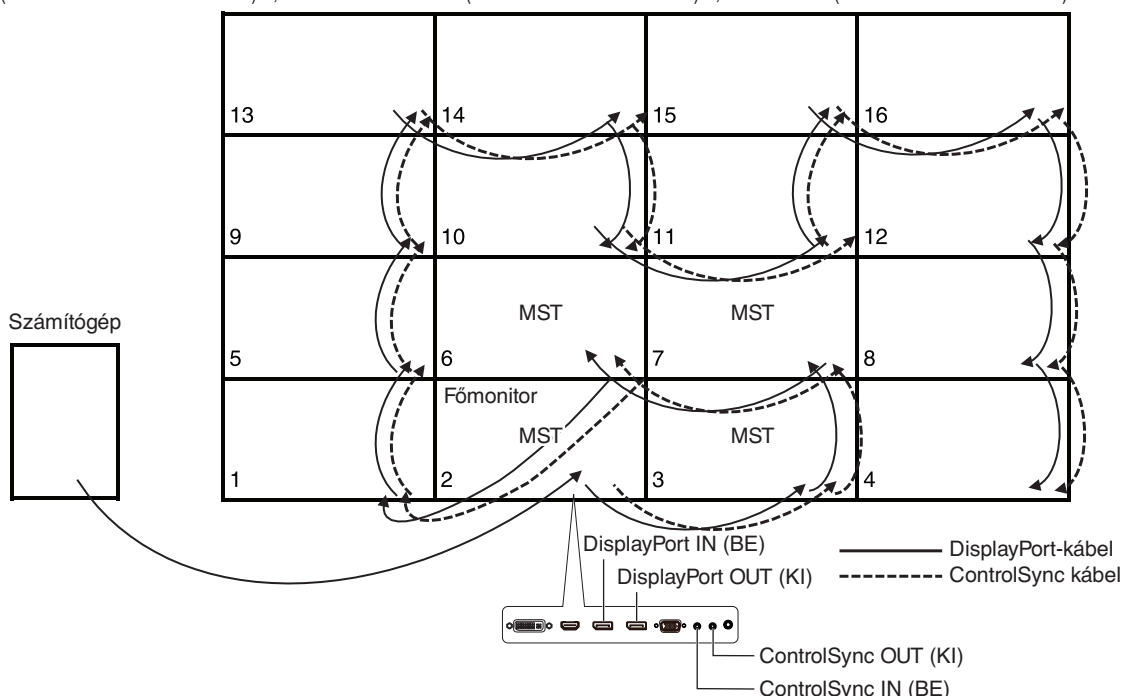 13 14 15 16
9 10 11 12
Számítógép
MST MST
5 6 7 8
Főmonitor
MST MST
1 2 3 4
DisplayPort IN (BE)
DisplayPort-kábel
DisplayPort OUT (KI)
ControlSync kábel
ControlSync OUT (KI)
ControlSync IN (BE)